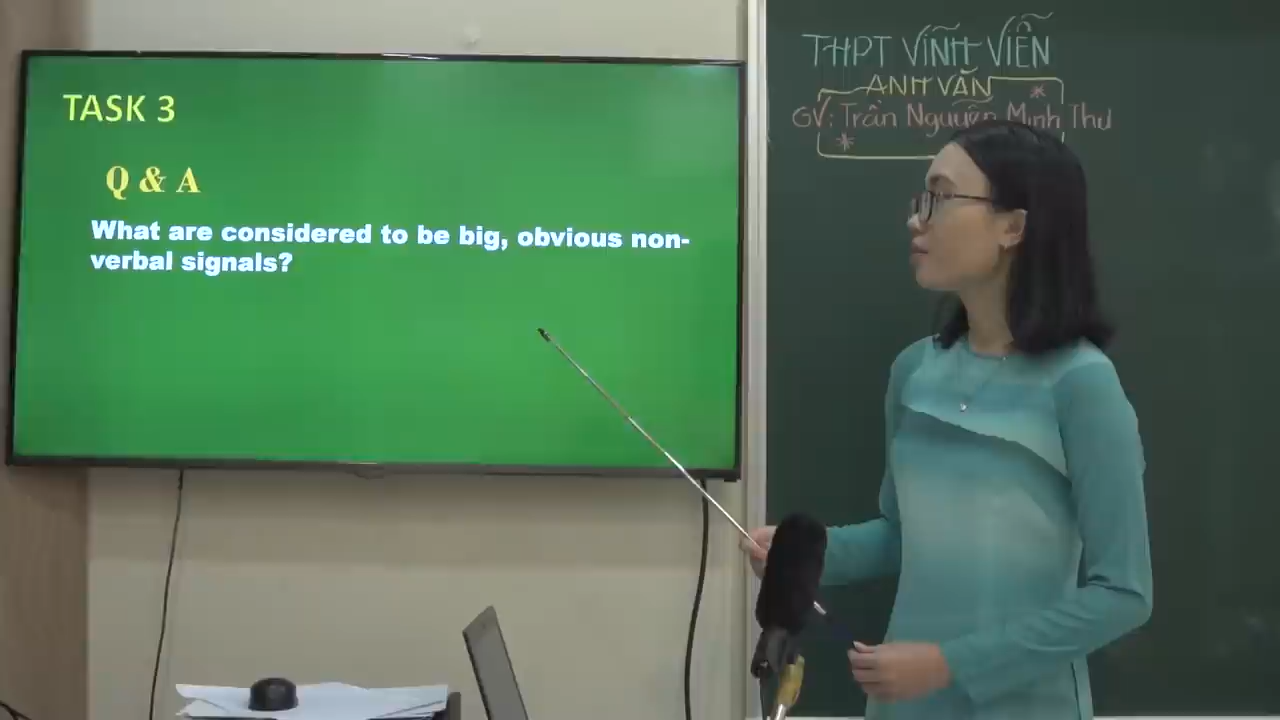 TASK 3
Q & A
What are considered to be big, obvious non-
verbal signals?
THPT VĨNH VIỄN
ANH VĂN
GV: Trần Nguyễn Minh Thư